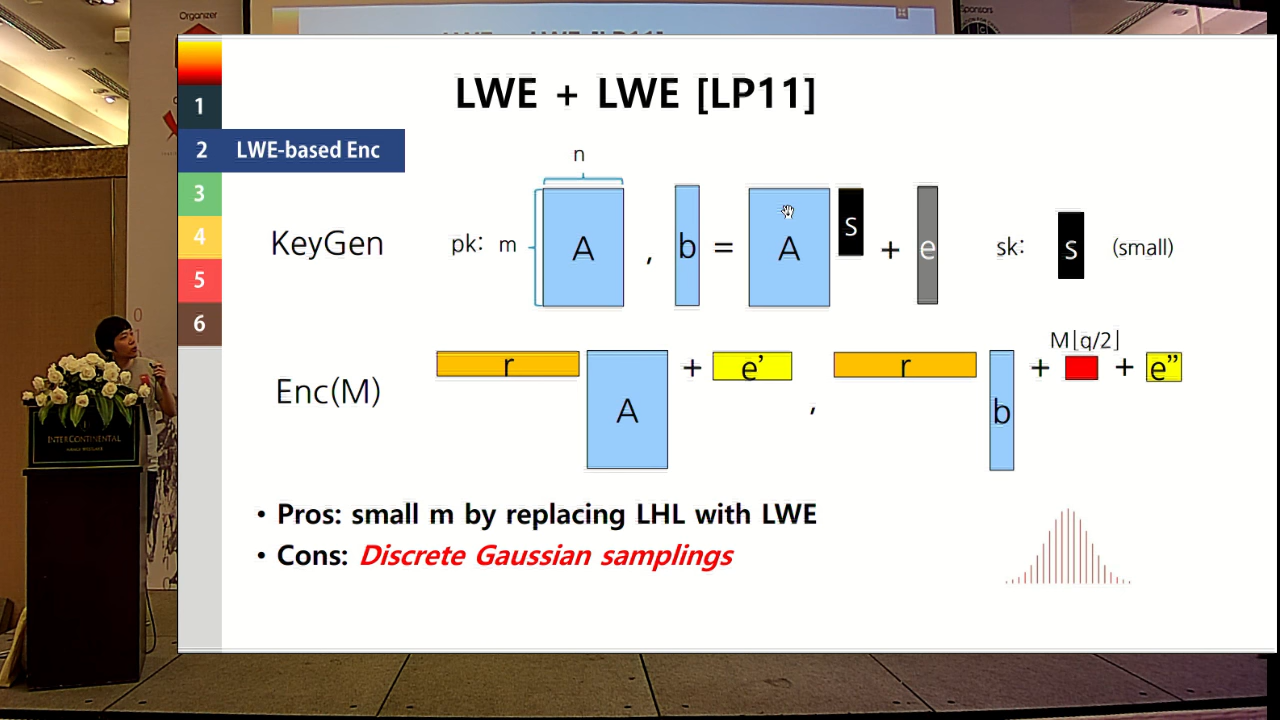 Organizer
Sponsors
LWE + LWE [LP11]
1
2 LWE-based Enc
3
4
5
6
n
KeyGen pk: m A , b = A s + e sk: s (small)
M⌊q/2⌋
Enc(M) r A + e' , r b + + e”
• Pros: small m by replacing LHL with LWE
• Cons: Discrete Gaussian samplings
INTERCONTINENTAL